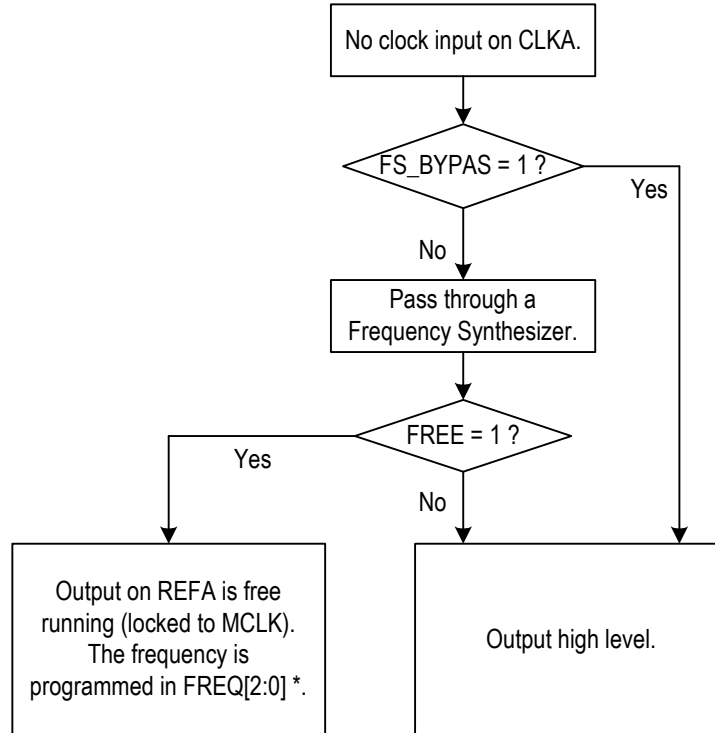 No clock input on CLKA.
FS_BYPAS = 1 ?
Yes
No
Pass through a
Frequency Synthesizer.
FREE = 1 ?
Yes
No
Output on REFA is free
running (locked to MCLK).
The frequency is
programmed in FREQ[2:0] *.
Output high level.